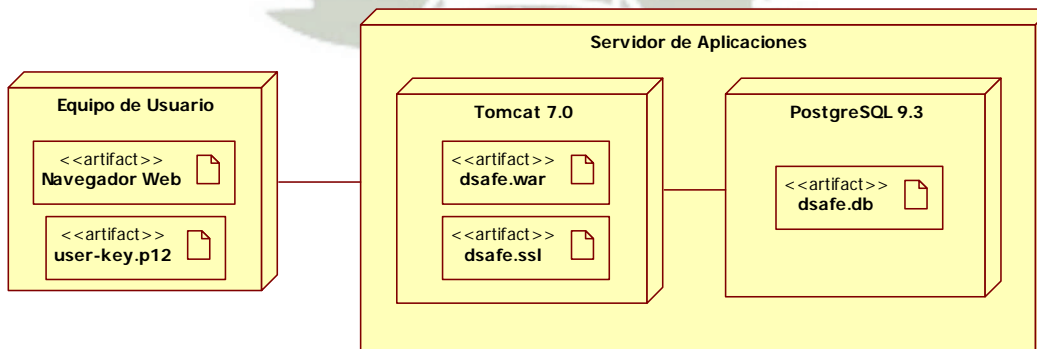 Servidor de Aplicaciones
Equipo de Usuario
<<artifact>>
Navegador Web
<<artifact>>
user-key.p12
Tomcat 7.0
<<artifact>>
dsafe.war
<<artifact>>
dsafe.ssl
PostgreSQL 9.3
<<artifact>>
dsafe.db